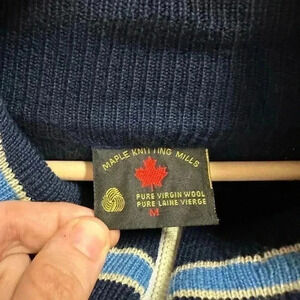 MAPLE KNITTING MILLS
PURE VIRGIN WOOL
PURE LAINE VIERGE
M